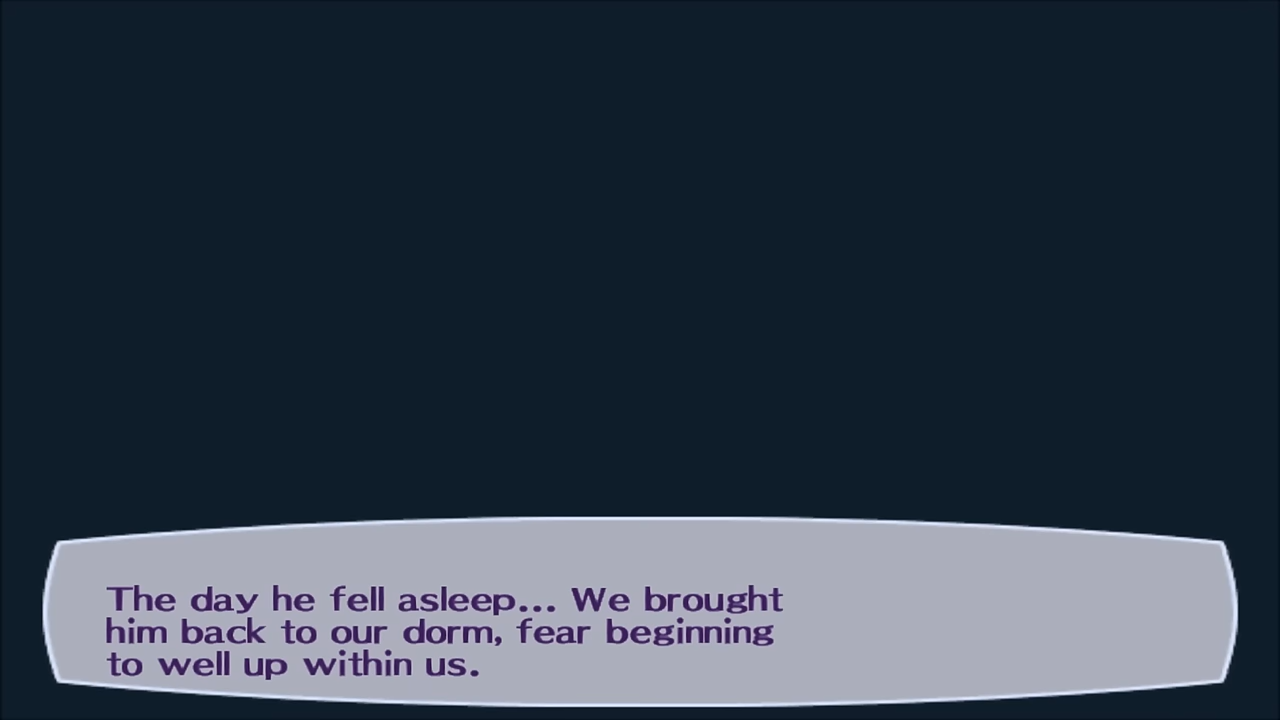 The day he fell asleep... We brought
him back to our dorm, fear beginning
to well up within us.